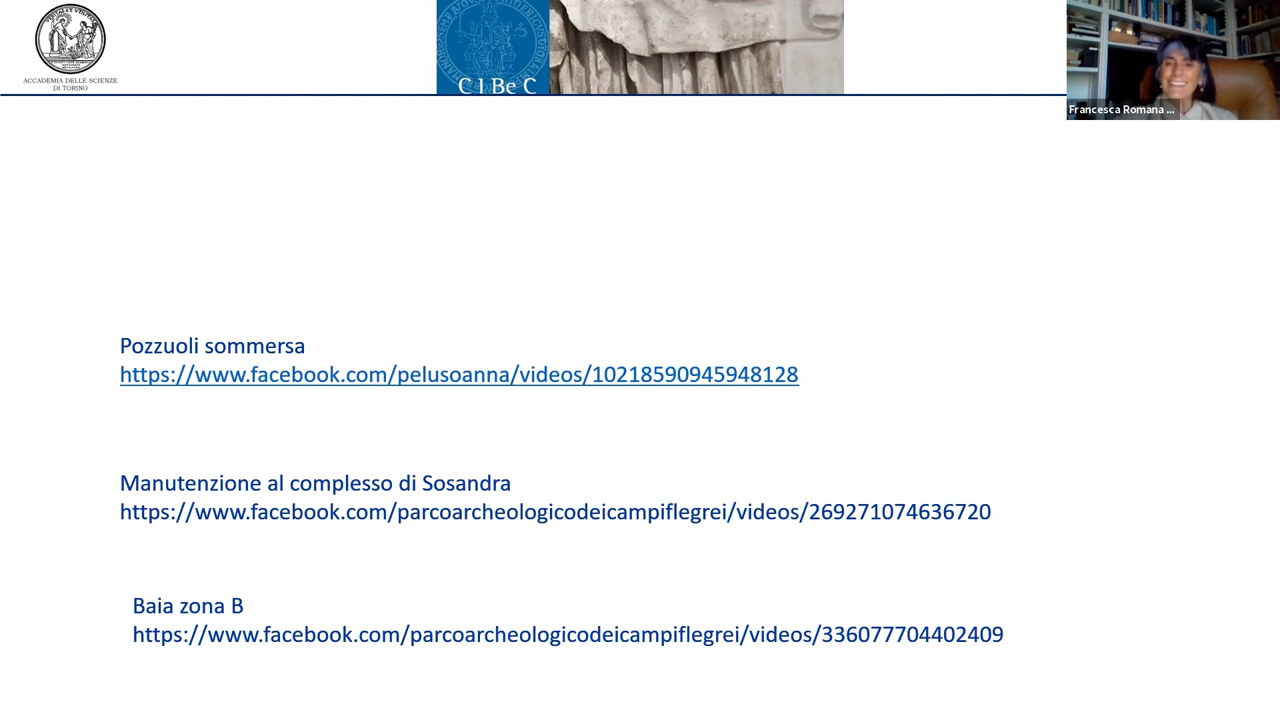 ACCADEMIA DELLE SCIENZE
DI TORINO
C I Be C
Francesca Romana ...
Pozzuoli sommersa
https://www.facebook.com/pelusoanna/videos/10218590945948128
Manutenzione al complesso di Sosandra
https://www.facebook.com/parcoarcheologicodeicampiflegrei/videos/269271074636720
Baia zona B
https://www.facebook.com/parcoarcheologicodeicampiflegrei/videos/336077704402409